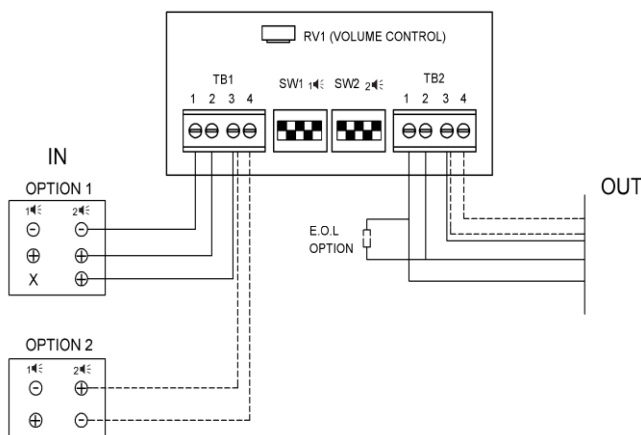 RV1 (VOLUME CONTROL)
TB1
SW1 1
SW2 2
TB2
1 2 3 4
1 2 3 4
IN
OUT
OPTION 1
1 2
X
E.O.L
OPTION
OPTION 2
1 2